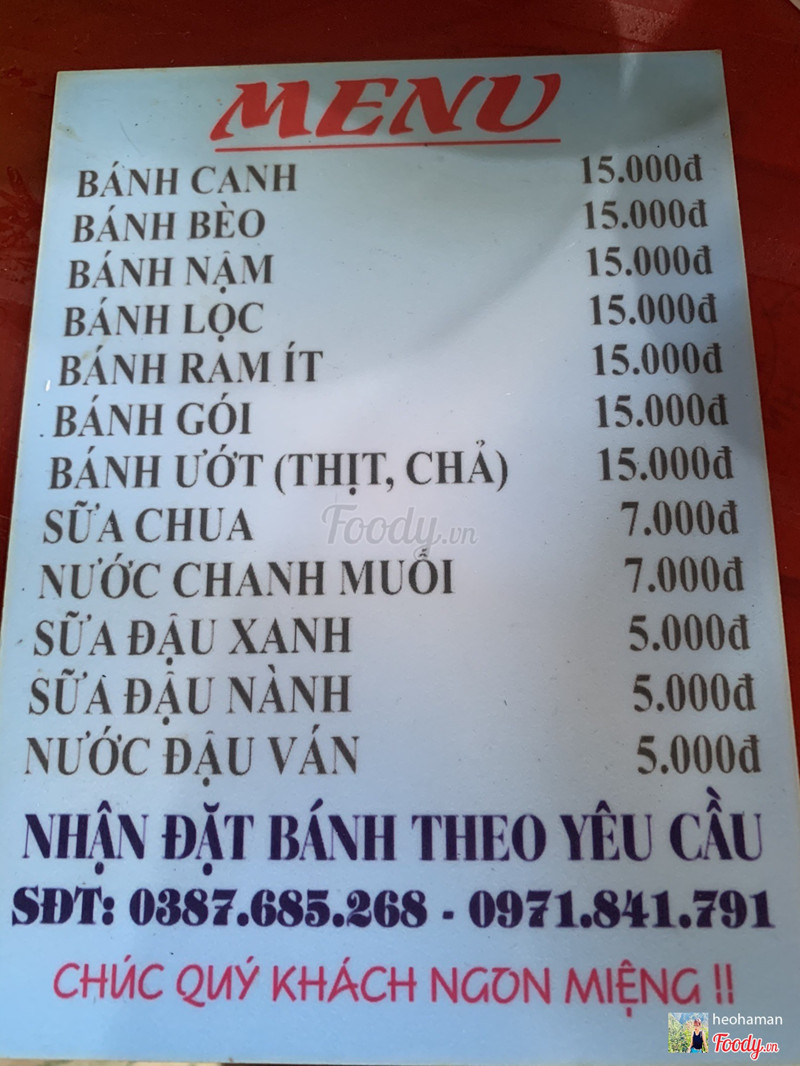 MENU
BÁNH CANH 15.000đ
BÁNH BÈO 15.000đ
BÁNH NẬM 15.000đ
BÁNH LỌC 15.000đ
BÁNH RAM ÍT 15.000đ
BÁNH GÓI 15.000đ
BÁNH ƯỚT (THỊT, CHẢ) 15.000đ
SỮA CHUA 7.000đ
Foody.vn
NƯỚC CHANH MUỐI 7.000đ
SỮA ĐẬU XANH 5.000đ
SỮA ĐẬU NÀNH 5.000đ
NƯỚC ĐẬU VÁN 5.000đ
NHẬN ĐẶT BÁNH THEO YÊU CẦU
SĐT: 0387.685.268 - 0971.841.791
CHÚC QUÝ KHÁCH NGON MIỆNG !!
heohaman
Foody.vn